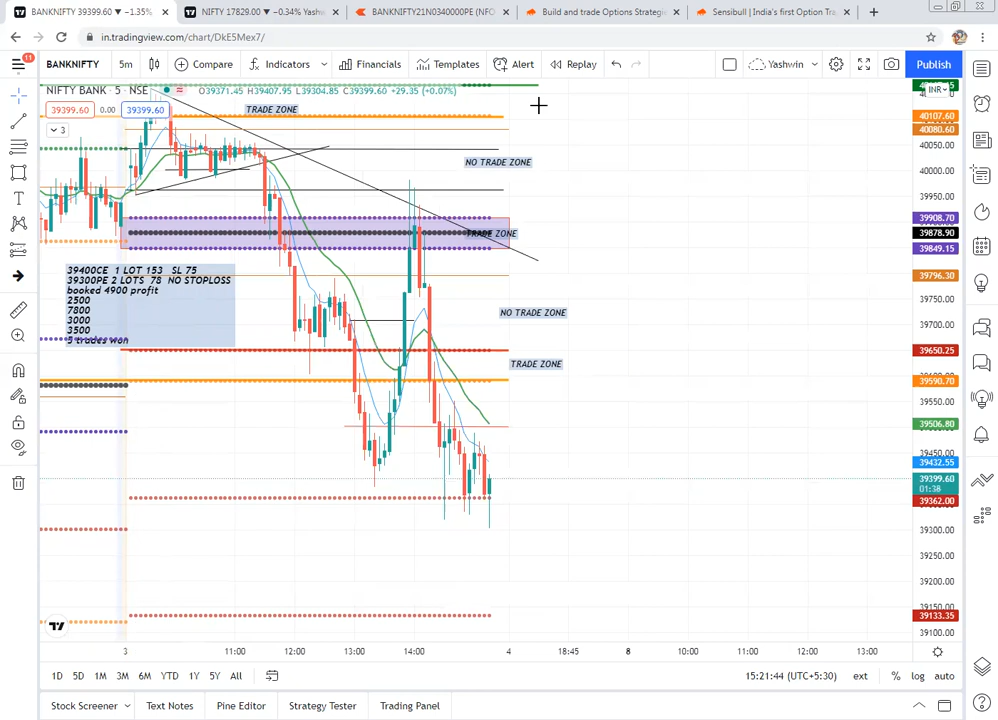 BANKNIFTY 39399.60 ▼ −1.35%
NIFTY 17829.00 ▼ −0.34% Yashw
BANKNIFTY21N0340000PE (NFO
Build and trade Options Strategie
Sensibull | India's first Option Tra
in.tradingview.com/chart/DkE5Mex7/
11
BANKNIFTY
5m
Compare
Indicators
Financials
Templates
Alert
Replay
Yashwin
Publish
NIFTY BANK · 5 · NSE
O39371.45 H39407.95 L39304.85 C39399.60 +29.35 (+0.07%)
INR
39399.60
0.00
39399.60
3
TRADE ZONE
NO TRADE ZONE
TRADE ZONE
NO TRADE ZONE
TRADE ZONE
39400CE 1 LOT 153 SL 75
39300PE 2 LOTS 78 NO STOPLOSS
booked 4900 profit
2500
7800
3000
3500
5 trades won
40107.60
40080.60
40050.00
40000.00
39950.00
39908.70
39878.90
39849.15
39796.30
39750.00
39700.00
39650.25
39590.70
39550.00
39506.80
39450.00
39432.55
39399.60
01:38
39362.00
39300.00
39250.00
39200.00
39150.00
39133.35
39100.00
3
11:00
12:00
13:00
14:00
4
18:45
8
10:00
11:00
12:00
13:00
1D 5D 1M 3M 6M YTD 1Y 5Y All
15:21:44 (UTC+5:30)
ext
%
log
auto
Stock Screener
Text Notes
Pine Editor
Strategy Tester
Trading Panel